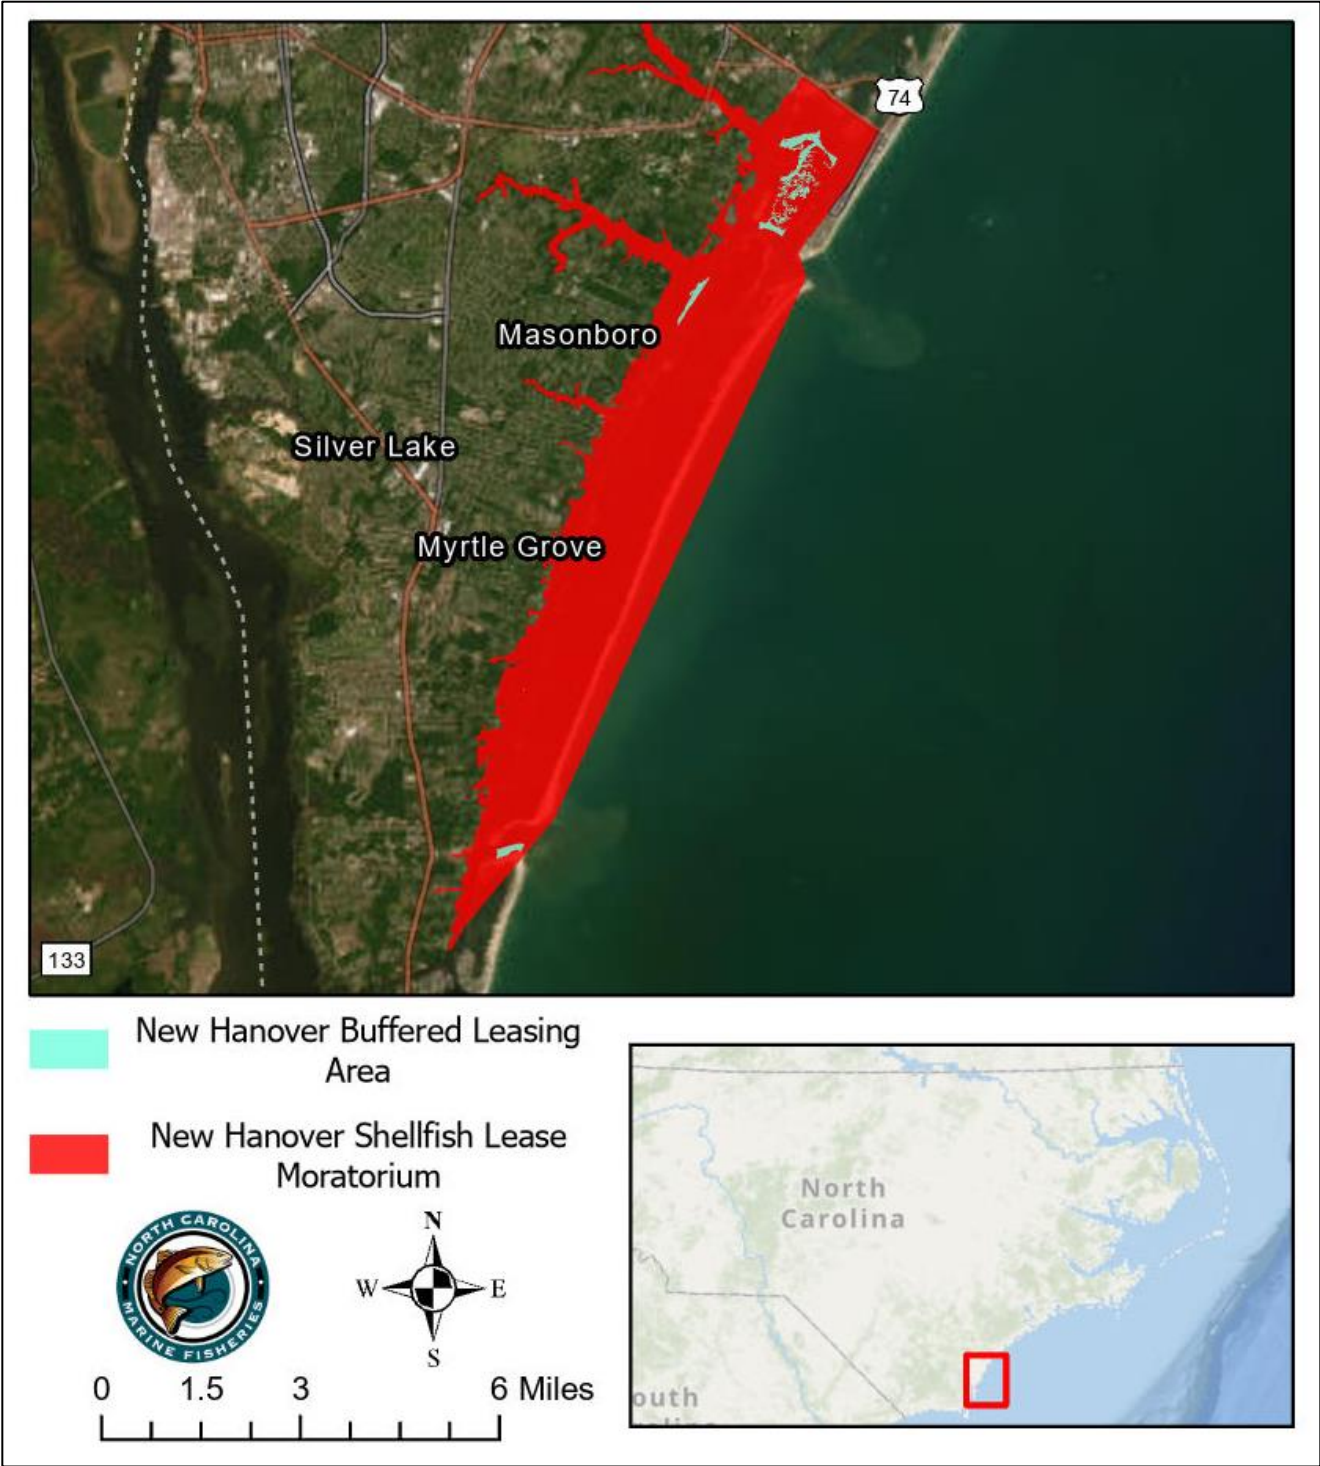 74
Masonboro
Silver Lake
Myrtle Grove
133
New Hanover Buffered Leasing
Area
New Hanover Shellfish Lease
Moratorium
NORTH CAROLINA
MARINE FISHERIES
N
W E
S
0 1.5 3 6 Miles
North
Carolina
outh